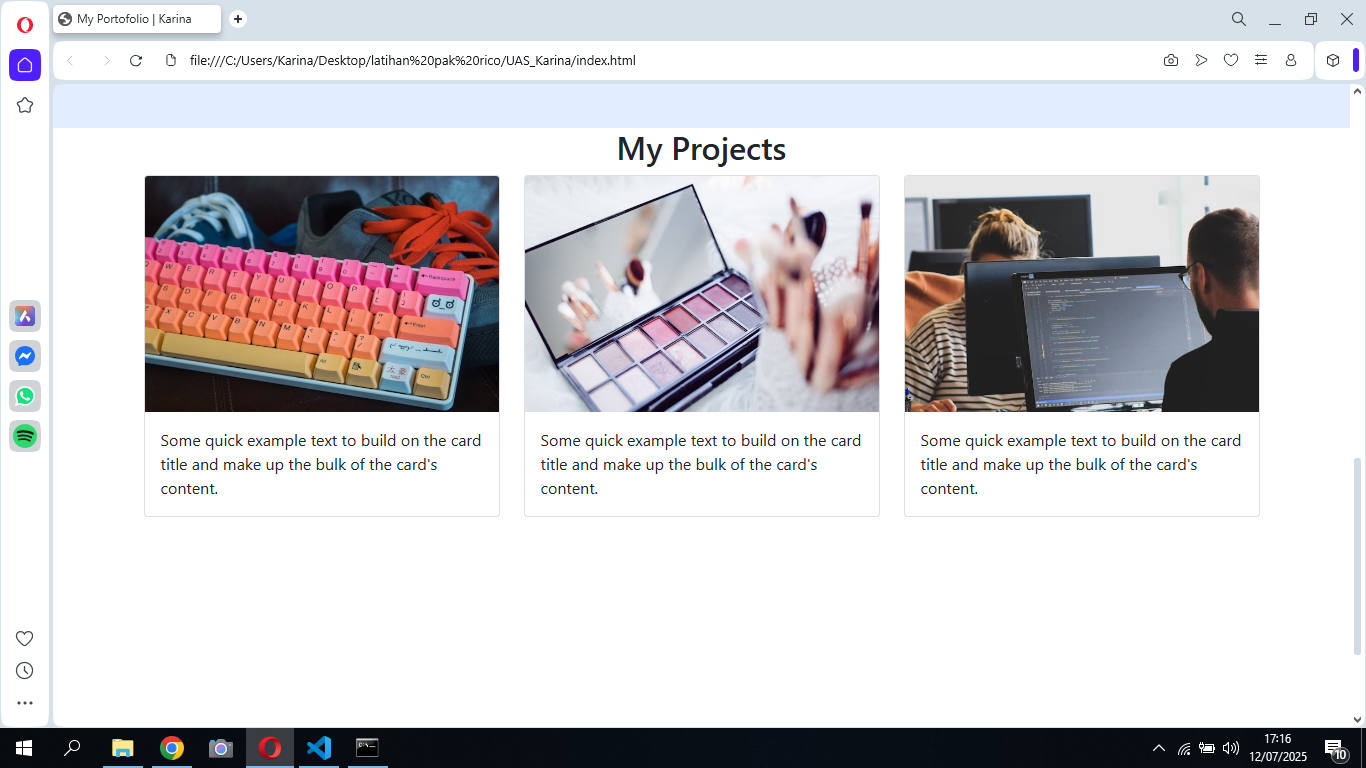 My Portofolio | Karina
file:///C:/Users/Karina/Desktop/latihan%20pak%20rico/UAS_Karina/index.html
My Projects
Some quick example text to build on the card
title and make up the bulk of the card's
content.
Some quick example text to build on the card
title and make up the bulk of the card's
content.
Some quick example text to build on the card
title and make up the bulk of the card's
content.
17:16
12/07/2025
10